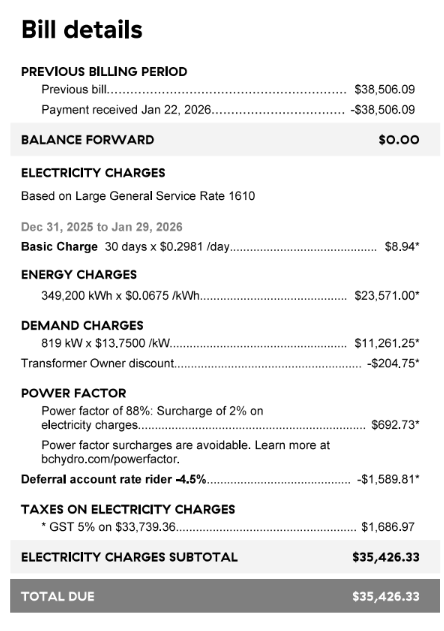 Bill details
PREVIOUS BILLING PERIOD
Previous bill................................................................ $38,506.09
Payment received Jan 22, 2026.................................... -$38,506.09
BALANCE FORWARD $0.00
ELECTRICITY CHARGES
Based on Large General Service Rate 1610
Dec 31, 2025 to Jan 29, 2026
Basic Charge 30 days x $0.2981 /day........................................ $8.94*
ENERGY CHARGES
349,200 kWh x $0.0675 /kWh........................................ $23,571.00*
DEMAND CHARGES
819 kW x $13.7500 /kW................................................ $11,261.25*
Transformer Owner discount................................................ -$204.75*
POWER FACTOR
Power factor of 88%: Surcharge of 2% on
electricity charges............................................................ $692.73*
Power factor surcharges are avoidable. Learn more at
bchydro.com/powerfactor.
Deferral account rate rider -4.5%...................................... -$1,589.81*
TAXES ON ELECTRICITY CHARGES
* GST 5% on $33,739.36................................................ $1,686.97
ELECTRICITY CHARGES SUBTOTAL $35,426.33
TOTAL DUE $35,426.33